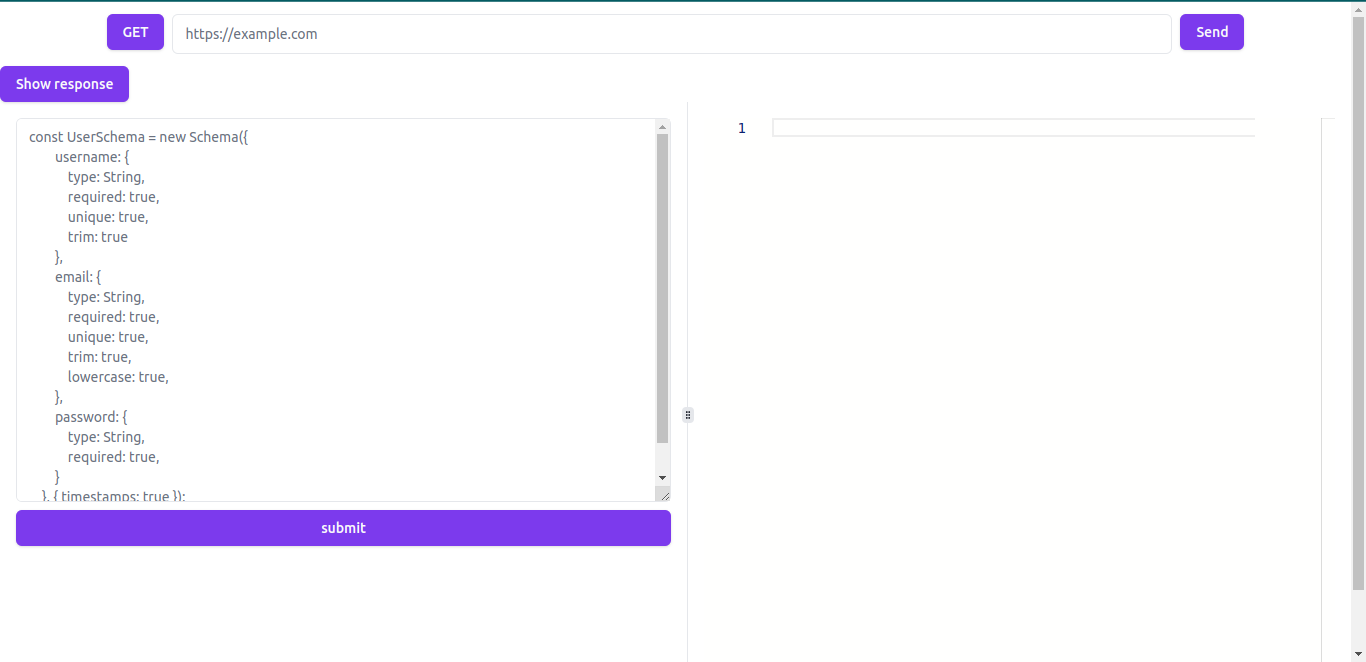 GET
https://example.com
Send
Show response
const UserSchema = new Schema({
username: {
type: String,
required: true,
unique: true,
trim: true
},
email: {
type: String,
required: true,
unique: true,
trim: true,
lowercase: true,
},
password: {
type: String,
required: true,
}
}, { timestamps: true });
submit
1